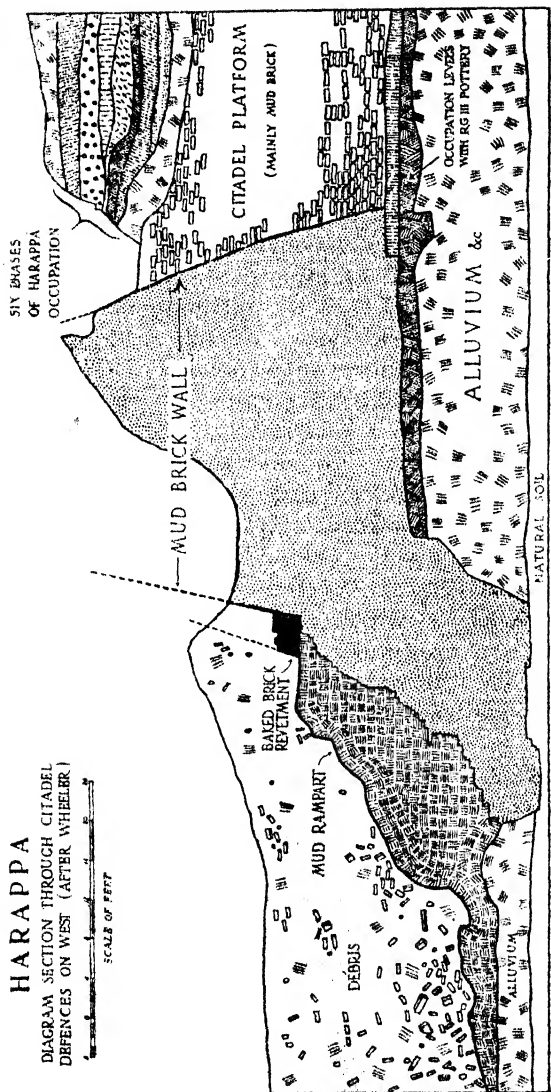 HARAPPA
DIAGRAM SECTION THROUGH CITADEL
DEFENCES ON WEST (AFTER WHEELER)
SCALE OF FEET
SIX PHASES
OF HARAPPĀ
OCCUPATION
MUD BRICK WALL
CITADEL PLATFORM
(MAINLY MUD BRICK)
BAKED BRICK
REVETMENT
MUD RAMPART
DÉBRIS
OCCUPATION LEVELS
WITH RG III POTTERY
ALLUVIUM &c
ALLUVIUM
NATURAL SOIL